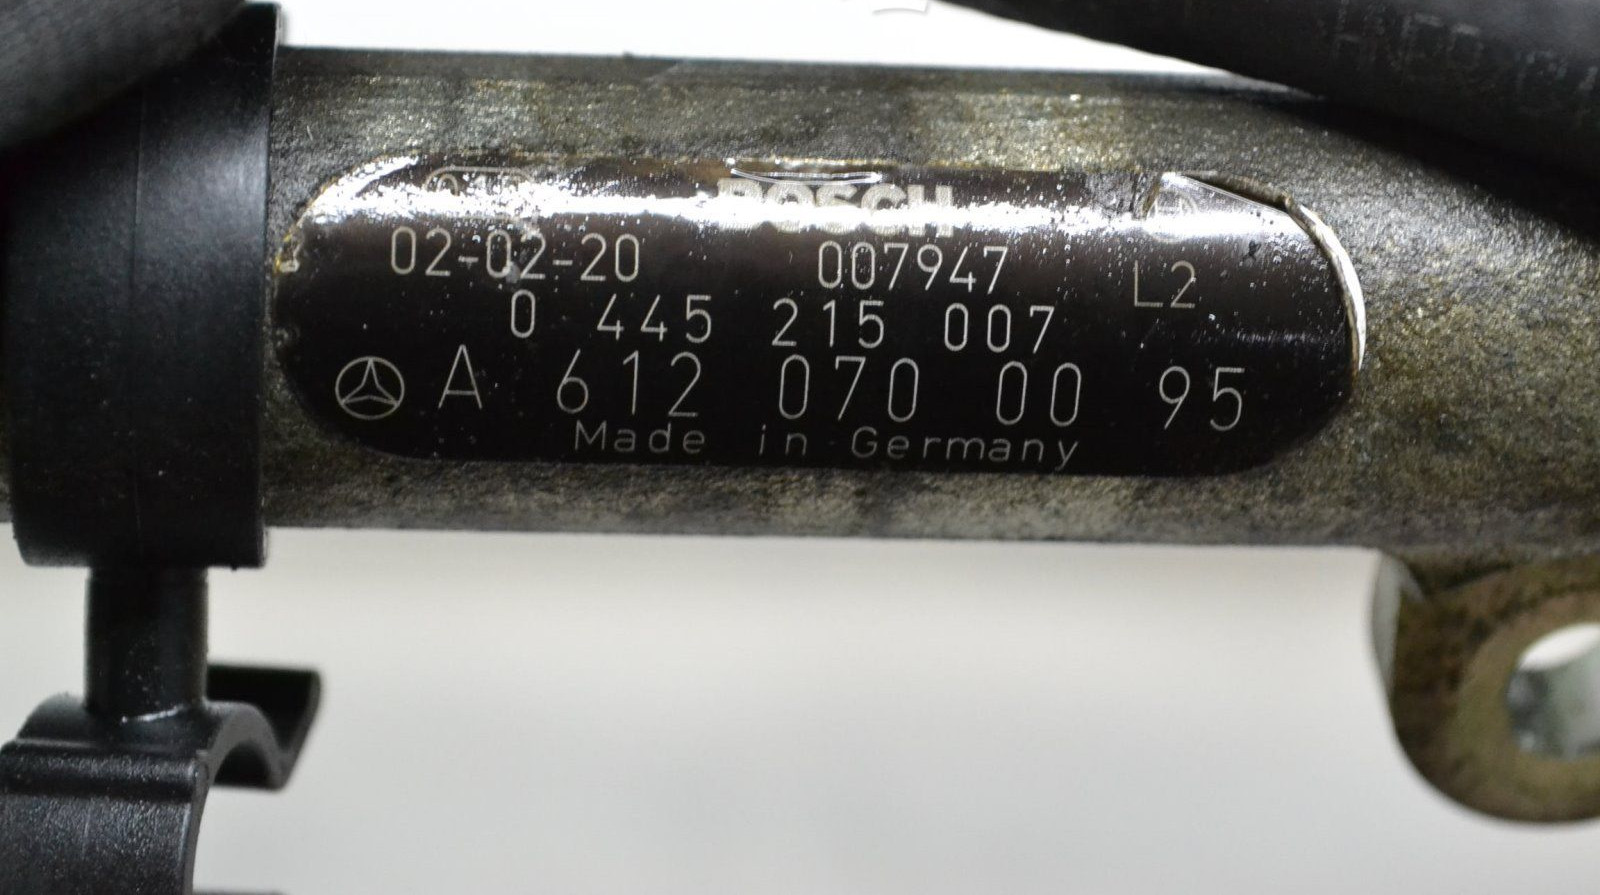 BOSCH
02-02-20 007947 L2
0 445 215 007
A 612 070 00 95
Made in Germany